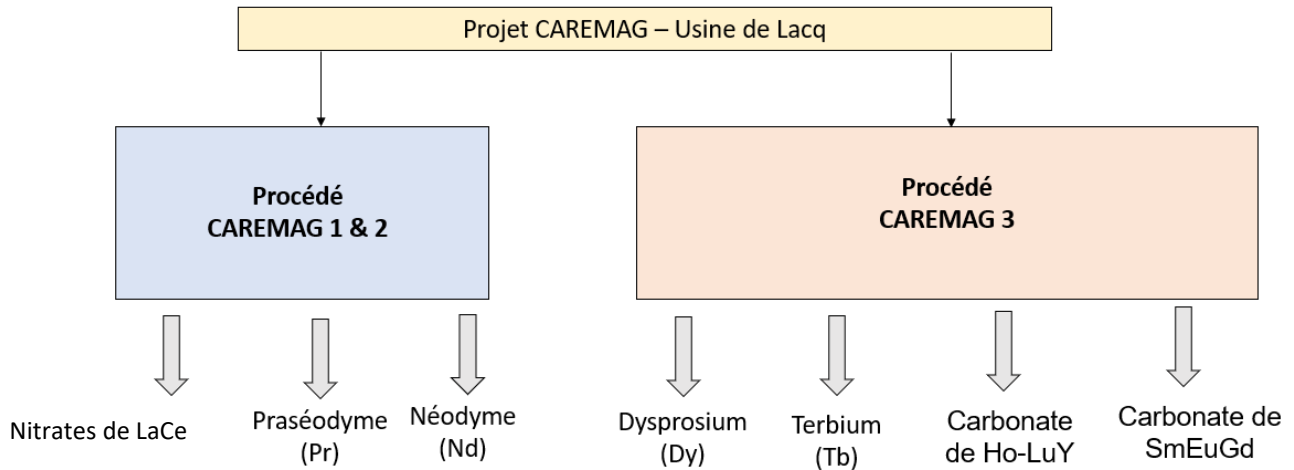 Projet CAREMAG – Usine de Lacq
Procédé
CAREMAG 1 & 2
Procédé
CAREMAG 3
Nitrates de LaCe
Praséodyme
(Pr)
Néodyme
(Nd)
Dysprosium
(Dy)
Terbium
(Tb)
Carbonate
de Ho-LuY
Carbonate de
SmEuGd